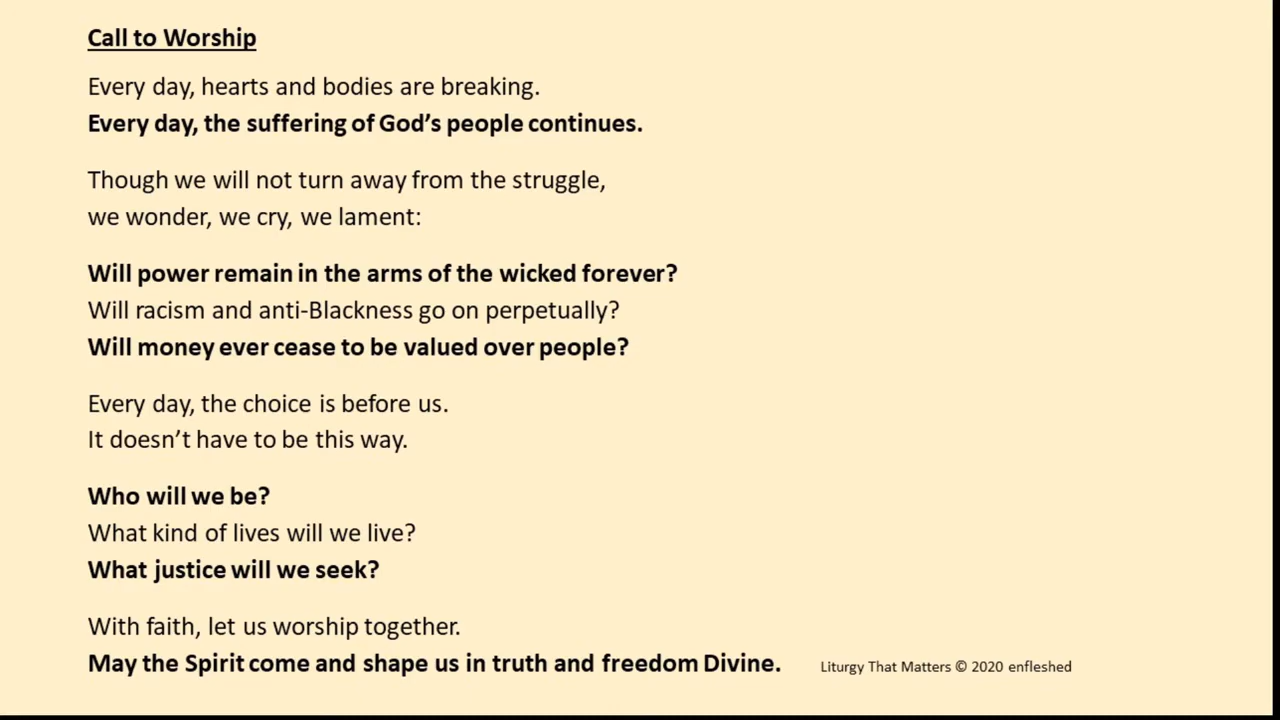 Call to Worship
Every day, hearts and bodies are breaking.
Every day, the suffering of God’s people continues.
Though we will not turn away from the struggle,
we wonder, we cry, we lament:
Will power remain in the arms of the wicked forever?
Will racism and anti-Blackness go on perpetually?
Will money ever cease to be valued over people?
Every day, the choice is before us.
It doesn’t have to be this way.
Who will we be?
What kind of lives will we live?
What justice will we seek?
With faith, let us worship together.
May the Spirit come and shape us in truth and freedom Divine. Liturgy That Matters © 2020 enfleshed